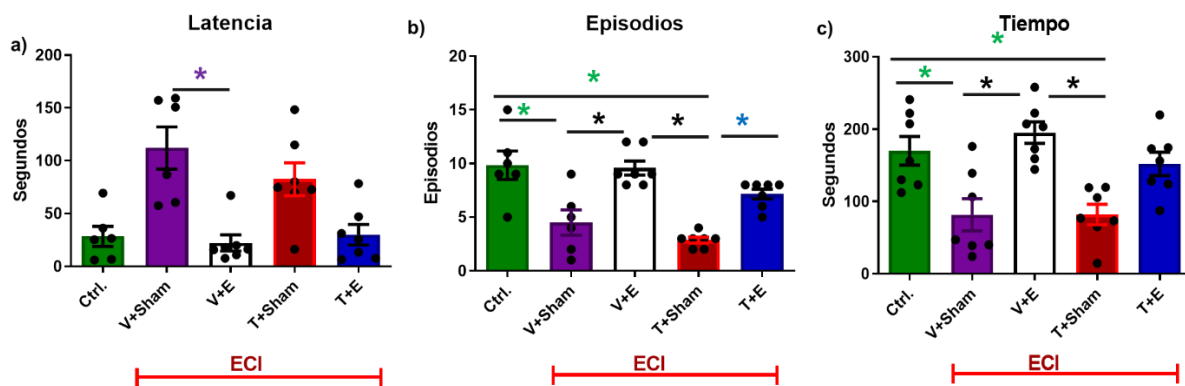 Latencia
a)
Segundos
200
150
100
50
0
*
Ctrl.
V+Sham
V+E
T+Sham
T+E
ECI
Episodios
b)
Episodios
20
15
10
5
0
*
*
*
*
*
Ctrl.
V+Sham
V+E
T+Sham
T+E
ECI
Tiempo
c)
Segundos
300
200
100
0
*
*
*
*
Ctrl.
V+Sham
V+E
T+Sham
T+E
ECI